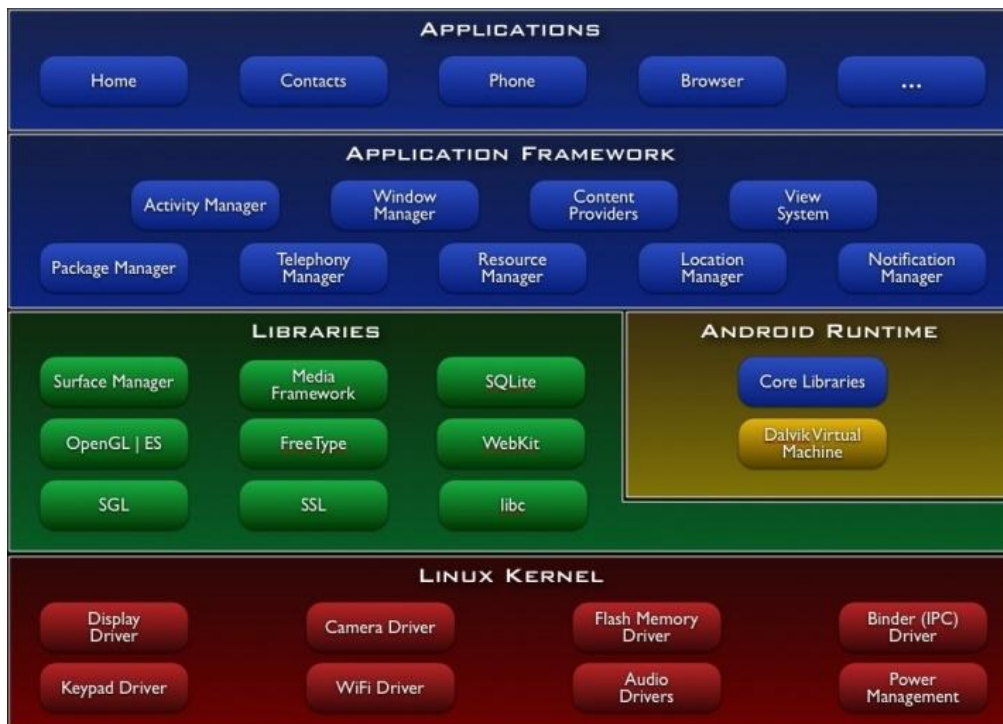 APPLICATIONS
Home Contacts Phone Browser ...
APPLICATION FRAMEWORK
Activity Manager
Window
Manager
Content
Providers
View
System
Package Manager
Telephony
Manager
Resource
Manager
Location
Manager
Notification
Manager
LIBRARIES
Surface Manager
Media
Framework
SQLite
OpenGL | ES
FreeType
WebKit
SGL
SSL
libc
ANDROID RUNTIME
Core Libraries
Dalvik Virtual
Machine
LINUX KERNEL
Display
Driver
Camera Driver
Flash Memory
Driver
Binder (IPC)
Driver
Keypad Driver
WiFi Driver
Audio
Drivers
Power
Management